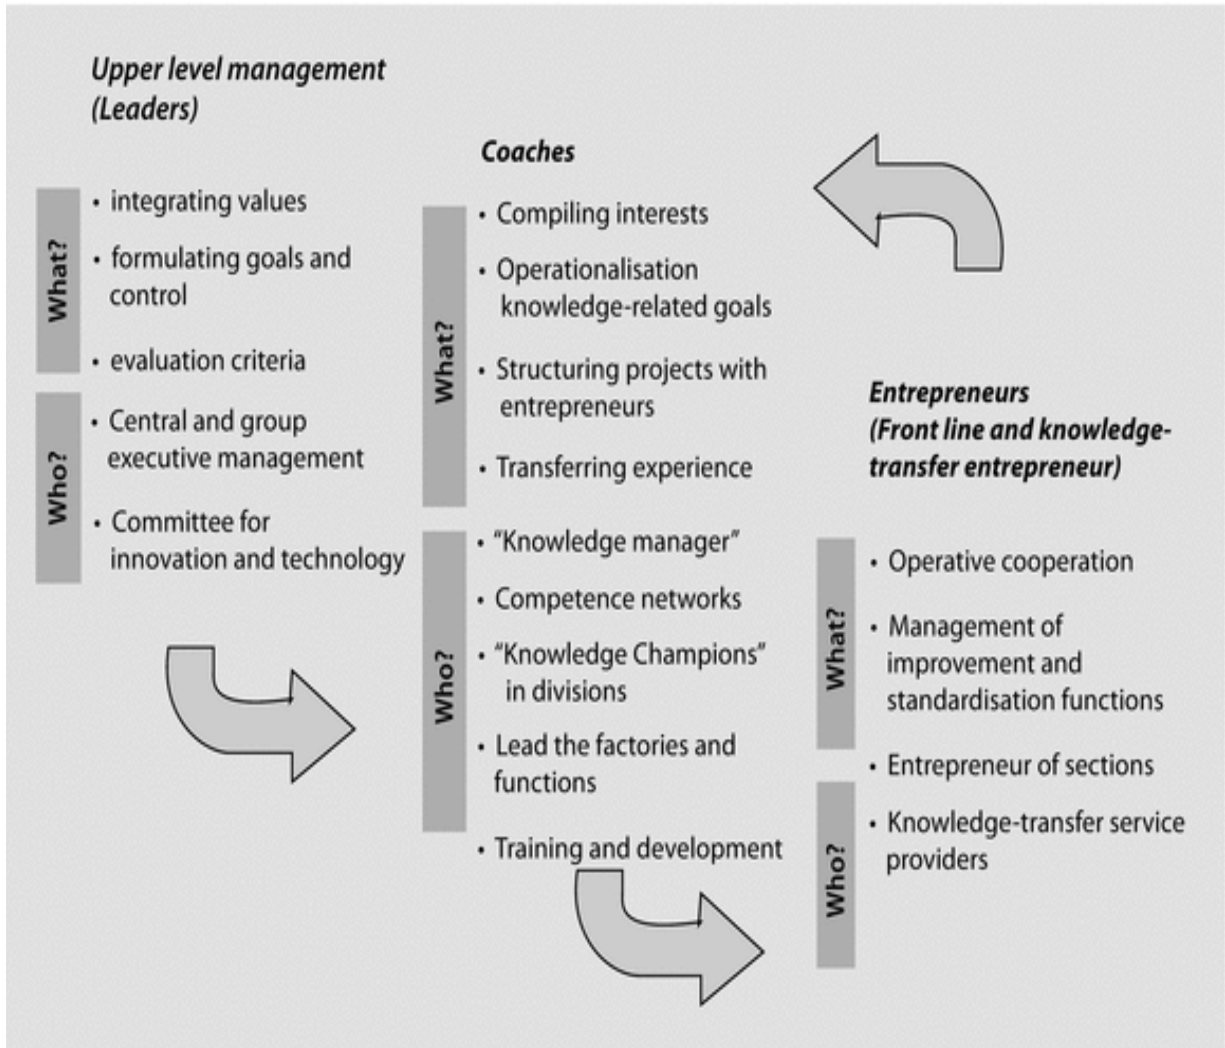 Upper level management
(Leaders)
What?
• integrating values
• formulating goals and
control
• evaluation criteria
Who?
• Central and group
executive management
• Committee for
innovation and technology
Coaches
What?
• Compiling interests
• Operationalisation
knowledge-related goals
• Structuring projects with
entrepreneurs
• Transferring experience
Who?
• “Knowledge manager”
• Competence networks
• “Knowledge Champions”
in divisions
• Lead the factories and
functions
• Training and development
Entrepreneurs
(Front line and knowledge-
transfer entrepreneur)
What?
• Operative cooperation
• Management of
improvement and
standardisation functions
• Entrepreneur of sections
Who?
• Knowledge-transfer service
providers